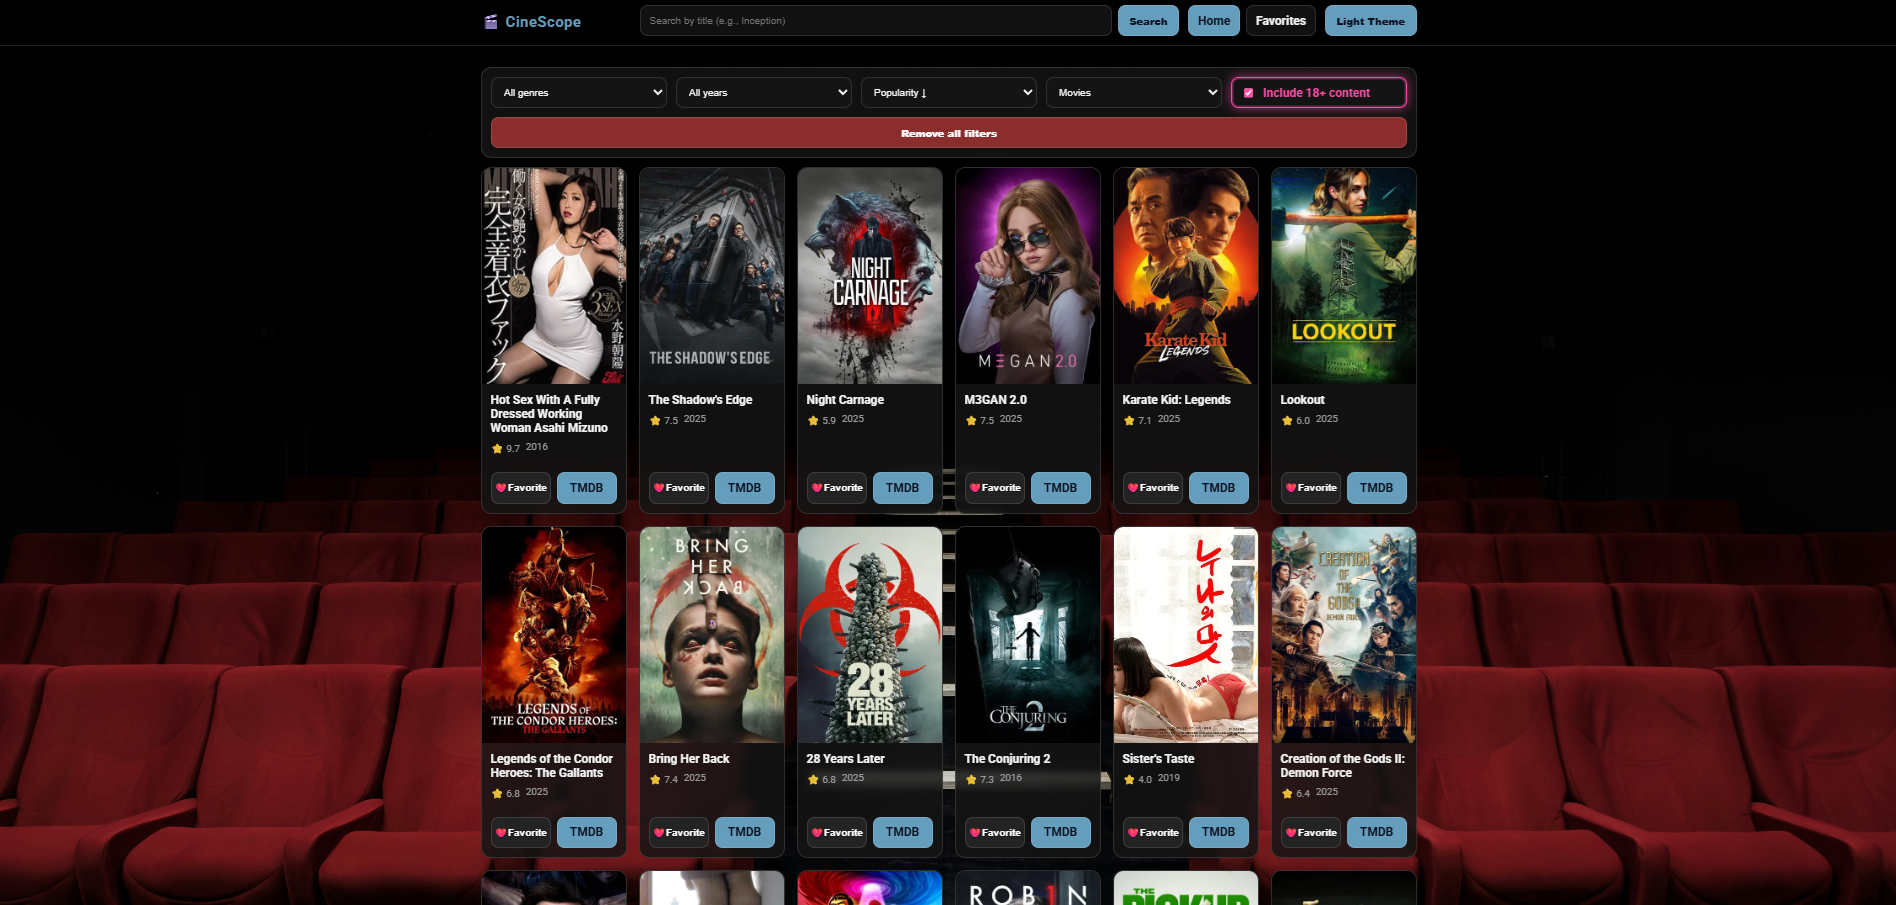 CineScope
Search by title (e.g., Inception)
Search
Home
Favorites
Light Theme
All genres
All years
Popularity ↓
Movies
Include 18+ content
Remove all filters
働く女の艶めかしい
完全着衣ファック
水野朝陽
THE SHADOW'S EDGE
NIGHT
CARNAGE
M3GAN 2.0
Karate Kid
LEGENDS
LOOKOUT
Hot Sex With A Fully
Dressed Working
Woman Asahi Mizuno
9.7 2016
The Shadow's Edge
7.5 2025
Night Carnage
5.9 2025
M3GAN 2.0
7.5 2025
Karate Kid: Legends
7.1 2025
Lookout
6.0 2025
Favorite TMDB
Favorite TMDB
Favorite TMDB
Favorite TMDB
Favorite TMDB
Favorite TMDB
LEGENDS OF
THE CONDOR HEROES:
THE GALLANTS
BRING
HER
BACK
28
YEARS
LATER
THE
CONJURING
2
누나의 맛
CREATION
OF
THE
GODS II
DEMON FORCE
Legends of the Condor
Heroes: The Gallants
6.8 2025
Bring Her Back
7.4 2025
28 Years Later
6.8 2025
The Conjuring 2
7.3 2016
Sister's Taste
4.0 2019
Creation of the Gods II:
Demon Force
6.4 2025
Favorite TMDB
Favorite TMDB
Favorite TMDB
Favorite TMDB
Favorite TMDB
Favorite TMDB
ROB1N
THE
PICKUP